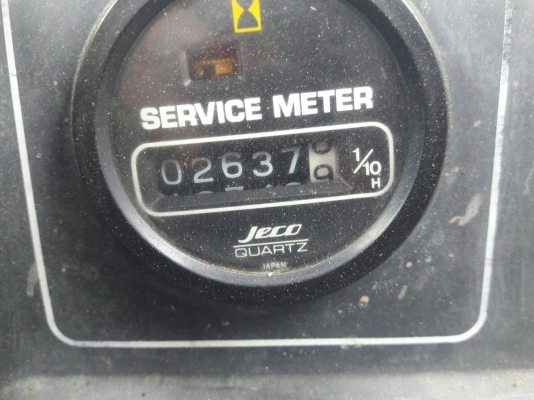 SERVICE METER
02637 1/10
H
Jeco
QUARTZ
JAPAN